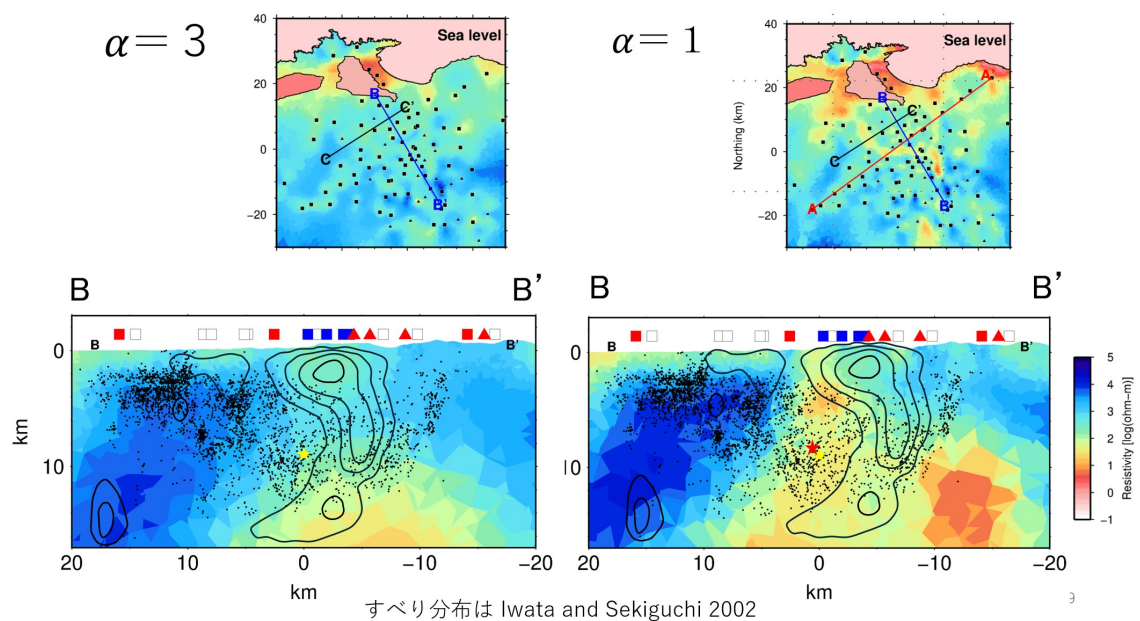 α＝ 3
α＝ 1
40
20
0
−20
Sea level
B
C'
C
B
40
20
0
−20
Northing (km)
Sea level
A
B
C'
C
A
B
B
B’
B
B’
B
B'
0
10
km
20
10
0
−10
−20
km
B
B'
0
10
20
10
0
−10
−20
km
5
4
3
2
1
0
−1
Resistivity [log(ohm-m)]
すべり分布は Iwata and Sekiguchi 2002
9